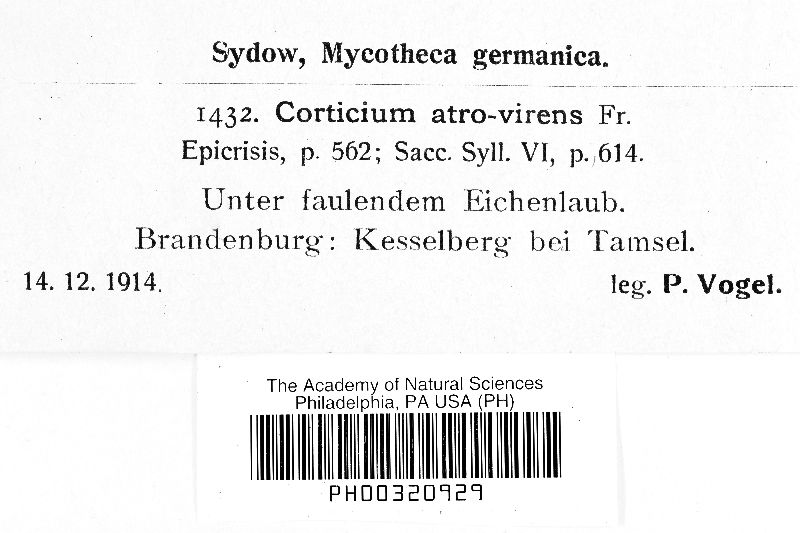 Sydow, Mycotheca germanica.
1432. Corticium atro-virens Fr.
Epicrisis, p. 562; Sacc. Syll. VI, p. 614.
Unter faulendem Eichenlaub.
Brandenburg: Kesselberg bei Tamsel.
14. 12. 1914.
leg. P. Vogel.
The Academy of Natural Sciences
Philadelphia, PA USA (PH)
PH00320929